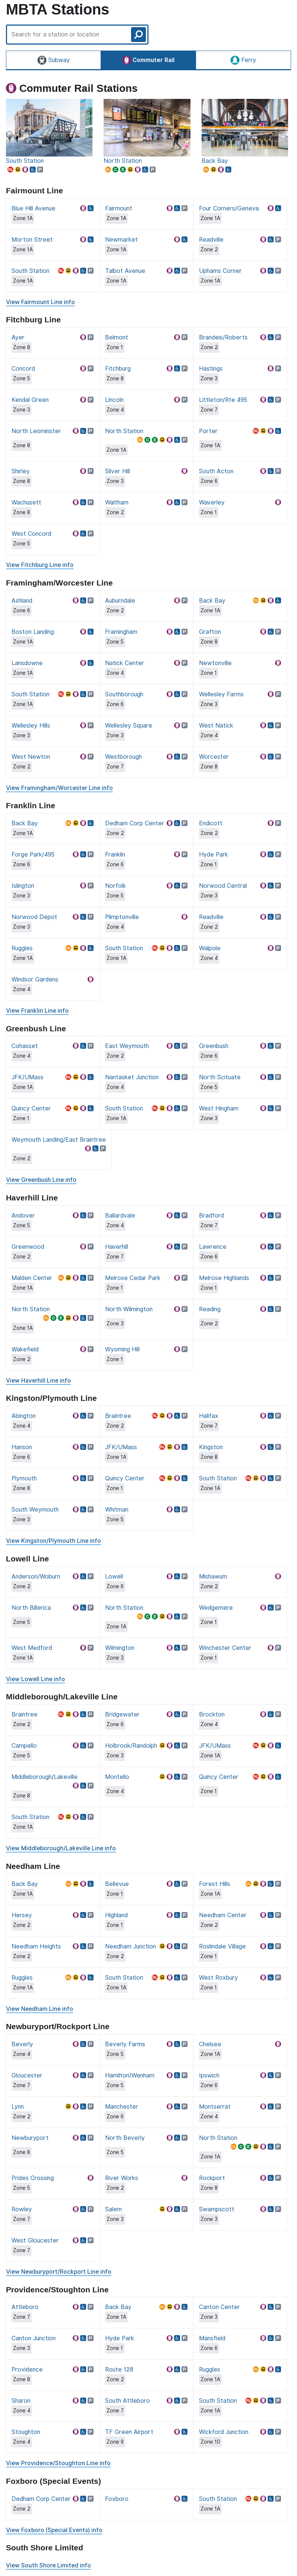 MBTA Stations
Search for a station or location
Subway
Commuter Rail
Ferry
Commuter Rail Stations
South Station
North Station
Back Bay
Fairmount Line
Blue Hill Avenue
Zone 1A
Fairmount
Zone 1A
Four Corners/Geneva
Zone 1A
Morton Street
Zone 1A
Newmarket
Zone 1A
Readville
Zone 2
South Station
Zone 1A
Talbot Avenue
Zone 1A
Uphams Corner
Zone 1A
View Fairmount Line info
Fitchburg Line
Ayer
Zone 8
Belmont
Zone 1
Brandeis/Roberts
Zone 2
Concord
Zone 5
Fitchburg
Zone 8
Hastings
Zone 3
Kendal Green
Zone 3
Lincoln
Zone 4
Littleton/Rte 495
Zone 7
North Leominster
Zone 8
North Station
Zone 1A
Porter
Zone 1A
Shirley
Zone 8
Silver Hill
Zone 3
South Acton
Zone 6
Wachusett
Zone 8
Waltham
Zone 2
Waverley
Zone 1
West Concord
Zone 5
View Fitchburg Line info
Framingham/Worcester Line
Ashland
Zone 6
Auburndale
Zone 2
Back Bay
Zone 1A
Boston Landing
Zone 1A
Framingham
Zone 5
Grafton
Zone 8
Lansdowne
Zone 1A
Natick Center
Zone 4
Newtonville
Zone 1
South Station
Zone 1A
Southborough
Zone 6
Wellesley Farms
Zone 3
Wellesley Hills
Zone 3
Wellesley Square
Zone 3
West Natick
Zone 4
West Newton
Zone 2
Westborough
Zone 7
Worcester
Zone 8
View Framingham/Worcester Line info
Franklin Line
Back Bay
Zone 1A
Dedham Corp Center
Zone 2
Endicott
Zone 2
Forge Park/495
Zone 6
Franklin
Zone 6
Hyde Park
Zone 1
Islington
Zone 3
Norfolk
Zone 5
Norwood Central
Zone 3
Norwood Depot
Zone 3
Plimptonville
Zone 4
Readville
Zone 2
Ruggles
Zone 1A
South Station
Zone 1A
Walpole
Zone 4
Windsor Gardens
Zone 4
View Franklin Line info
Greenbush Line
Cohasset
Zone 4
East Weymouth
Zone 2
Greenbush
Zone 6
JFK/UMass
Zone 1A
Nantasket Junction
Zone 4
North Scituate
Zone 5
Quincy Center
Zone 1
South Station
Zone 1A
West Hingham
Zone 3
Weymouth Landing/East Braintree
Zone 2
View Greenbush Line info
Haverhill Line
Andover
Zone 5
Ballardvale
Zone 4
Bradford
Zone 7
Greenwood
Zone 2
Haverhill
Zone 7
Lawrence
Zone 6
Malden Center
Zone 1A
Melrose Cedar Park
Zone 1
Melrose Highlands
Zone 1
North Station
Zone 1A
North Wilmington
Zone 3
Reading
Zone 2
Wakefield
Zone 2
Wyoming Hill
Zone 1
View Haverhill Line info
Kingston/Plymouth Line
Abington
Zone 4
Braintree
Zone 2
Halifax
Zone 7
Hanson
Zone 6
JFK/UMass
Zone 1A
Kingston
Zone 8
Plymouth
Zone 8
Quincy Center
Zone 1
South Station
Zone 1A
South Weymouth
Zone 3
Whitman
Zone 5
View Kingston/Plymouth Line info
Lowell Line
Anderson/Woburn
Zone 2
Lowell
Zone 6
Mishawum
Zone 2
North Billerica
Zone 5
North Station
Zone 1A
Wedgemere
Zone 1
West Medford
Zone 1A
Wilmington
Zone 3
Winchester Center
Zone 1
View Lowell Line info
Middleborough/Lakeville Line
Braintree
Zone 2
Bridgewater
Zone 6
Brockton
Zone 4
Campello
Zone 5
Holbrook/Randolph
Zone 3
JFK/UMass
Zone 1A
Middleborough/Lakeville
Zone 8
Montello
Zone 4
Quincy Center
Zone 1
South Station
Zone 1A
View Middleborough/Lakeville Line info
Needham Line
Back Bay
Zone 1A
Bellevue
Zone 1
Forest Hills
Zone 1A
Hersey
Zone 2
Highland
Zone 1
Needham Center
Zone 2
Needham Heights
Zone 2
Needham Junction
Zone 2
Roslindale Village
Zone 1
Ruggles
Zone 1A
South Station
Zone 1A
West Roxbury
Zone 1
View Needham Line info
Newburyport/Rockport Line
Beverly
Zone 4
Beverly Farms
Zone 5
Chelsea
Zone 1A
Gloucester
Zone 7
Hamilton/Wenham
Zone 5
Ipswich
Zone 6
Lynn
Zone 2
Manchester
Zone 6
Montserrat
Zone 4
Newburyport
Zone 8
North Beverly
Zone 5
North Station
Zone 1A
Prides Crossing
Zone 5
River Works
Zone 2
Rockport
Zone 8
Rowley
Zone 7
Salem
Zone 3
Swampscott
Zone 3
West Gloucester
Zone 7
View Newburyport/Rockport Line info
Providence/Stoughton Line
Attleboro
Zone 7
Back Bay
Zone 1A
Canton Center
Zone 3
Canton Junction
Zone 3
Hyde Park
Zone 1
Mansfield
Zone 6
Providence
Zone 8
Route 128
Zone 2
Ruggles
Zone 1A
Sharon
Zone 4
South Attleboro
Zone 7
South Station
Zone 1A
Stoughton
Zone 4
TF Green Airport
Zone 9
Wickford Junction
Zone 10
View Providence/Stoughton Line info
Foxboro (Special Events)
Dedham Corp Center
Zone 2
Foxboro
South Station
Zone 1A
View Foxboro (Special Events) info
South Shore Limited
View South Shore Limited info